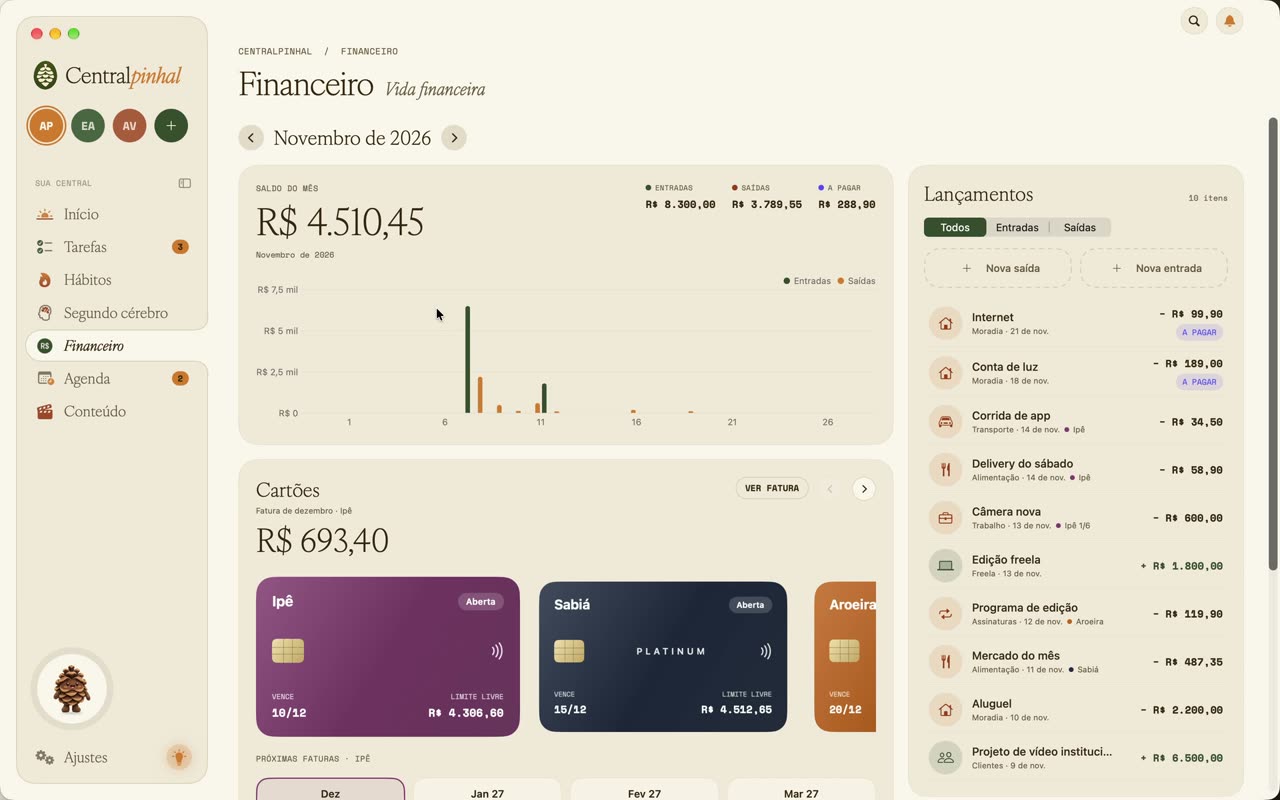 Centralpinhal
AP
EA
AV
+
SUA CENTRAL
Início
Tarefas
3
Hábitos
Segundo cérebro
R$
Financeiro
Agenda
2
Conteúdo
Ajustes
CENTRALPINHAL / FINANCEIRO
Financeiro Vida financeira
Novembro de 2026
SALDO DO MÊS
R$ 4.510,45
Novembro de 2026
ENTRADAS
R$ 8.300,00
SAÍDAS
R$ 3.789,55
A PAGAR
R$ 288,90
Entradas
Saídas
R$ 7,5 mil
R$ 5 mil
R$ 2,5 mil
R$ 0
1 6 11 16 21 26
Cartões
Fatura de dezembro · Ipê
R$ 693,40
VER FATURA
Ipê
Aberta
VENCE
10/12
LIMITE LIVRE
R$ 4.306,60
Sabiá
Aberta
PLATINUM
VENCE
15/12
LIMITE LIVRE
R$ 4.512,65
Aroeira
VENCE
20/12
PRÓXIMAS FATURAS · IPÊ
Dez
Jan 27
Fev 27
Mar 27
Lançamentos
10 itens
Todos
Entradas
Saídas
+ Nova saída
+ Nova entrada
Internet
Moradia · 21 de nov.
− R$ 99,90
A PAGAR
Conta de luz
Moradia · 18 de nov.
− R$ 189,00
A PAGAR
Corrida de app
Transporte · 14 de nov. Ipê
− R$ 34,50
Delivery do sábado
Alimentação · 14 de nov. Ipê
− R$ 58,90
Câmera nova
Trabalho · 13 de nov. Ipê 1/6
− R$ 600,00
Edição freela
Freela · 13 de nov.
+ R$ 1.800,00
Programa de edição
Assinaturas · 12 de nov. Aroeira
− R$ 119,90
Mercado do mês
Alimentação · 11 de nov. Sabiá
− R$ 487,35
Aluguel
Moradia · 10 de nov.
− R$ 2.200,00
Projeto de vídeo instituci...
Clientes · 9 de nov.
+ R$ 6.500,00